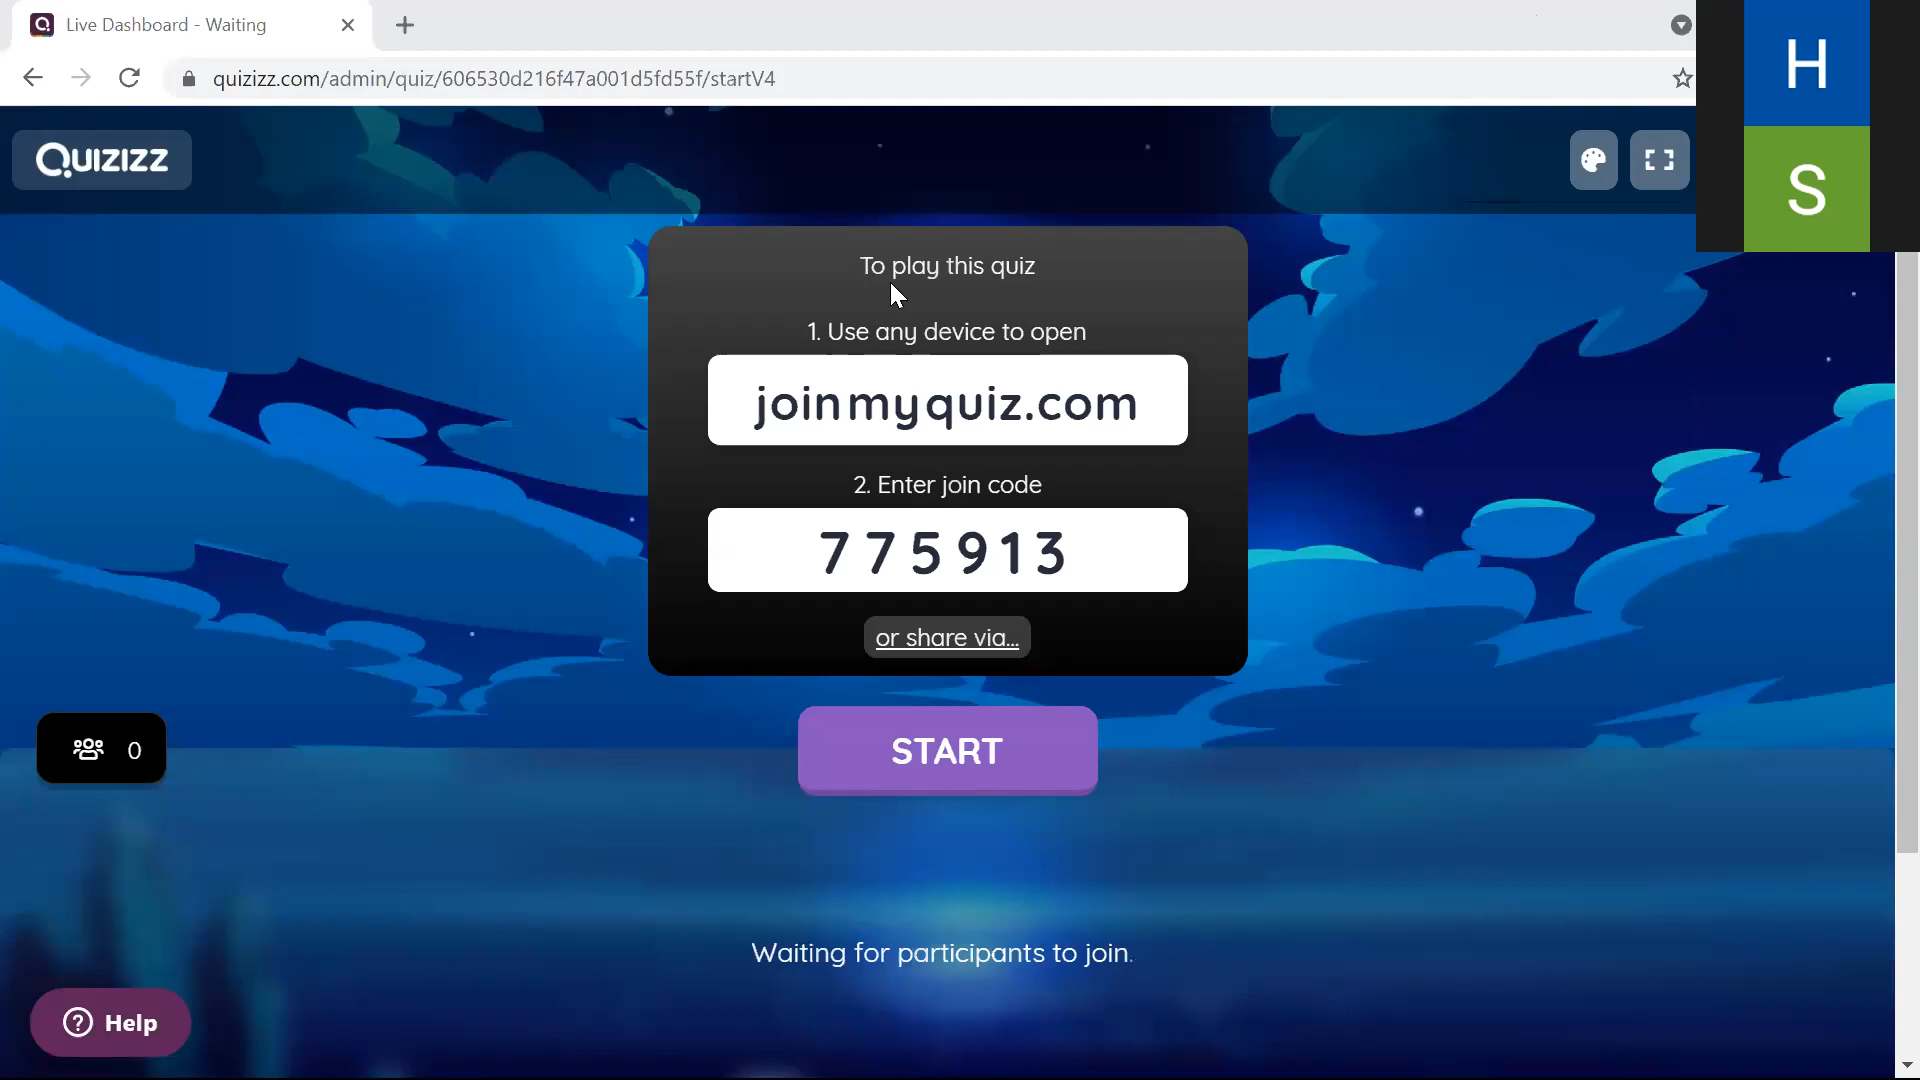 Live Dashboard - Waiting
quizizz.com/admin/quiz/606530d216f47a001d5fd55f/startV4
H
QUIZIZZ
S
To play this quiz
1. Use any device to open
joinmyquiz.com
2. Enter join code
775913
or share via...
START
0
Waiting for participants to join.
Help